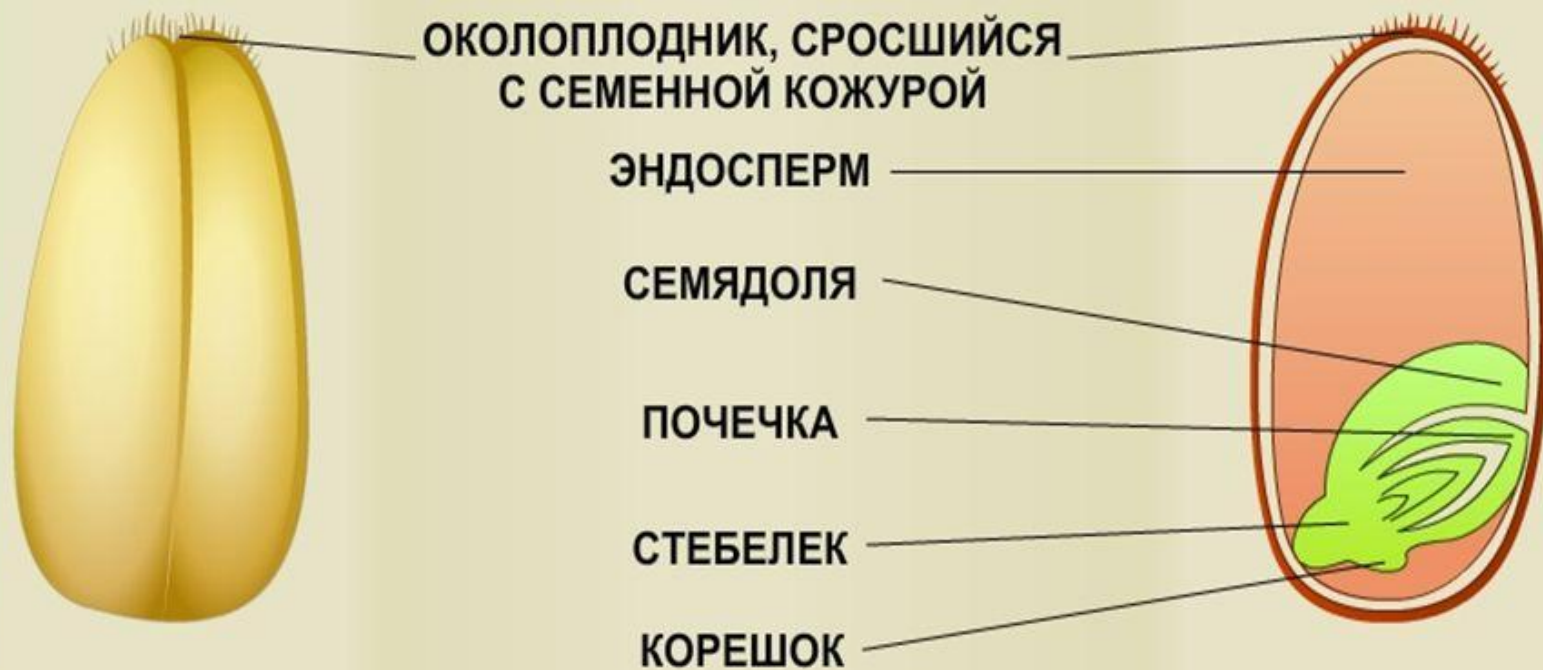 ОКОЛОПЛОДНИК, СРОСШИЙСЯ
С СЕМЕННОЙ КОЖУРОЙ
ЭНДОСПЕРМ
СЕМЯДОЛЯ
ПОЧЕЧКА
СТЕБЕЛЕК
КОРЕШОК